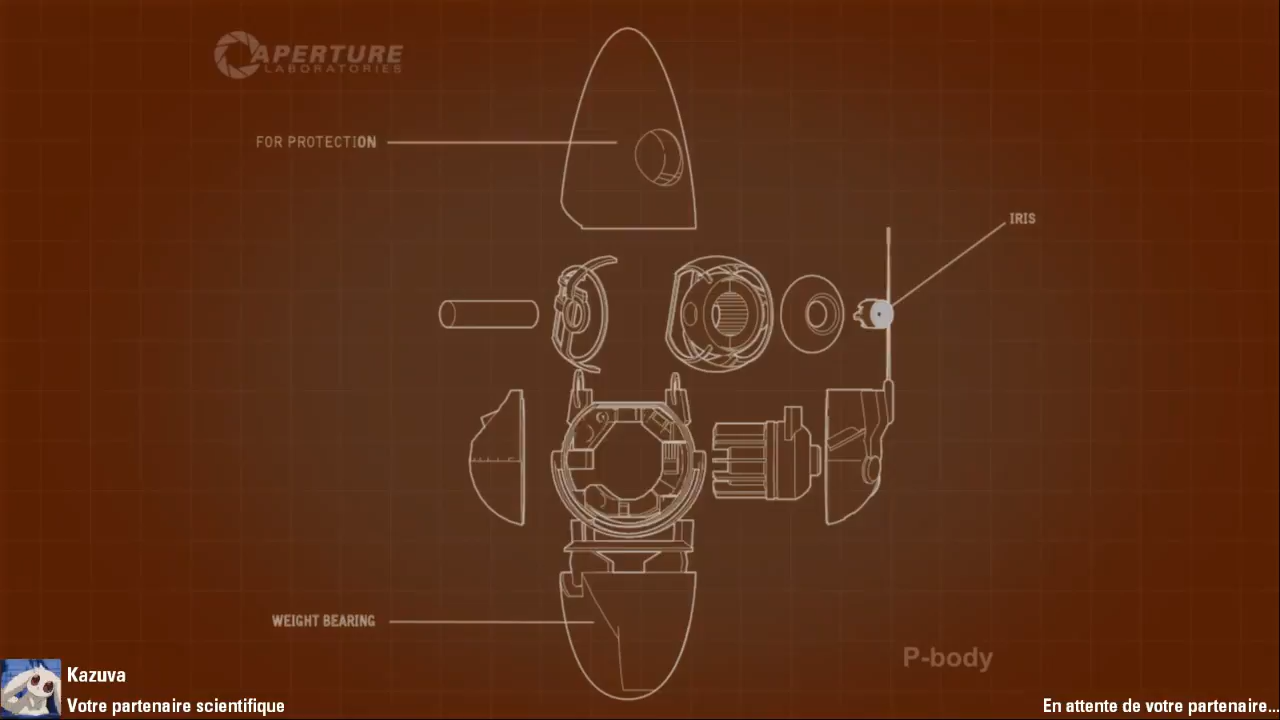 APERTURE
LABORATORIES
FOR PROTECTION
IRIS
WEIGHT BEARING
P-body
Kazuva
Votre partenaire scientifique
En attente de votre partenaire...